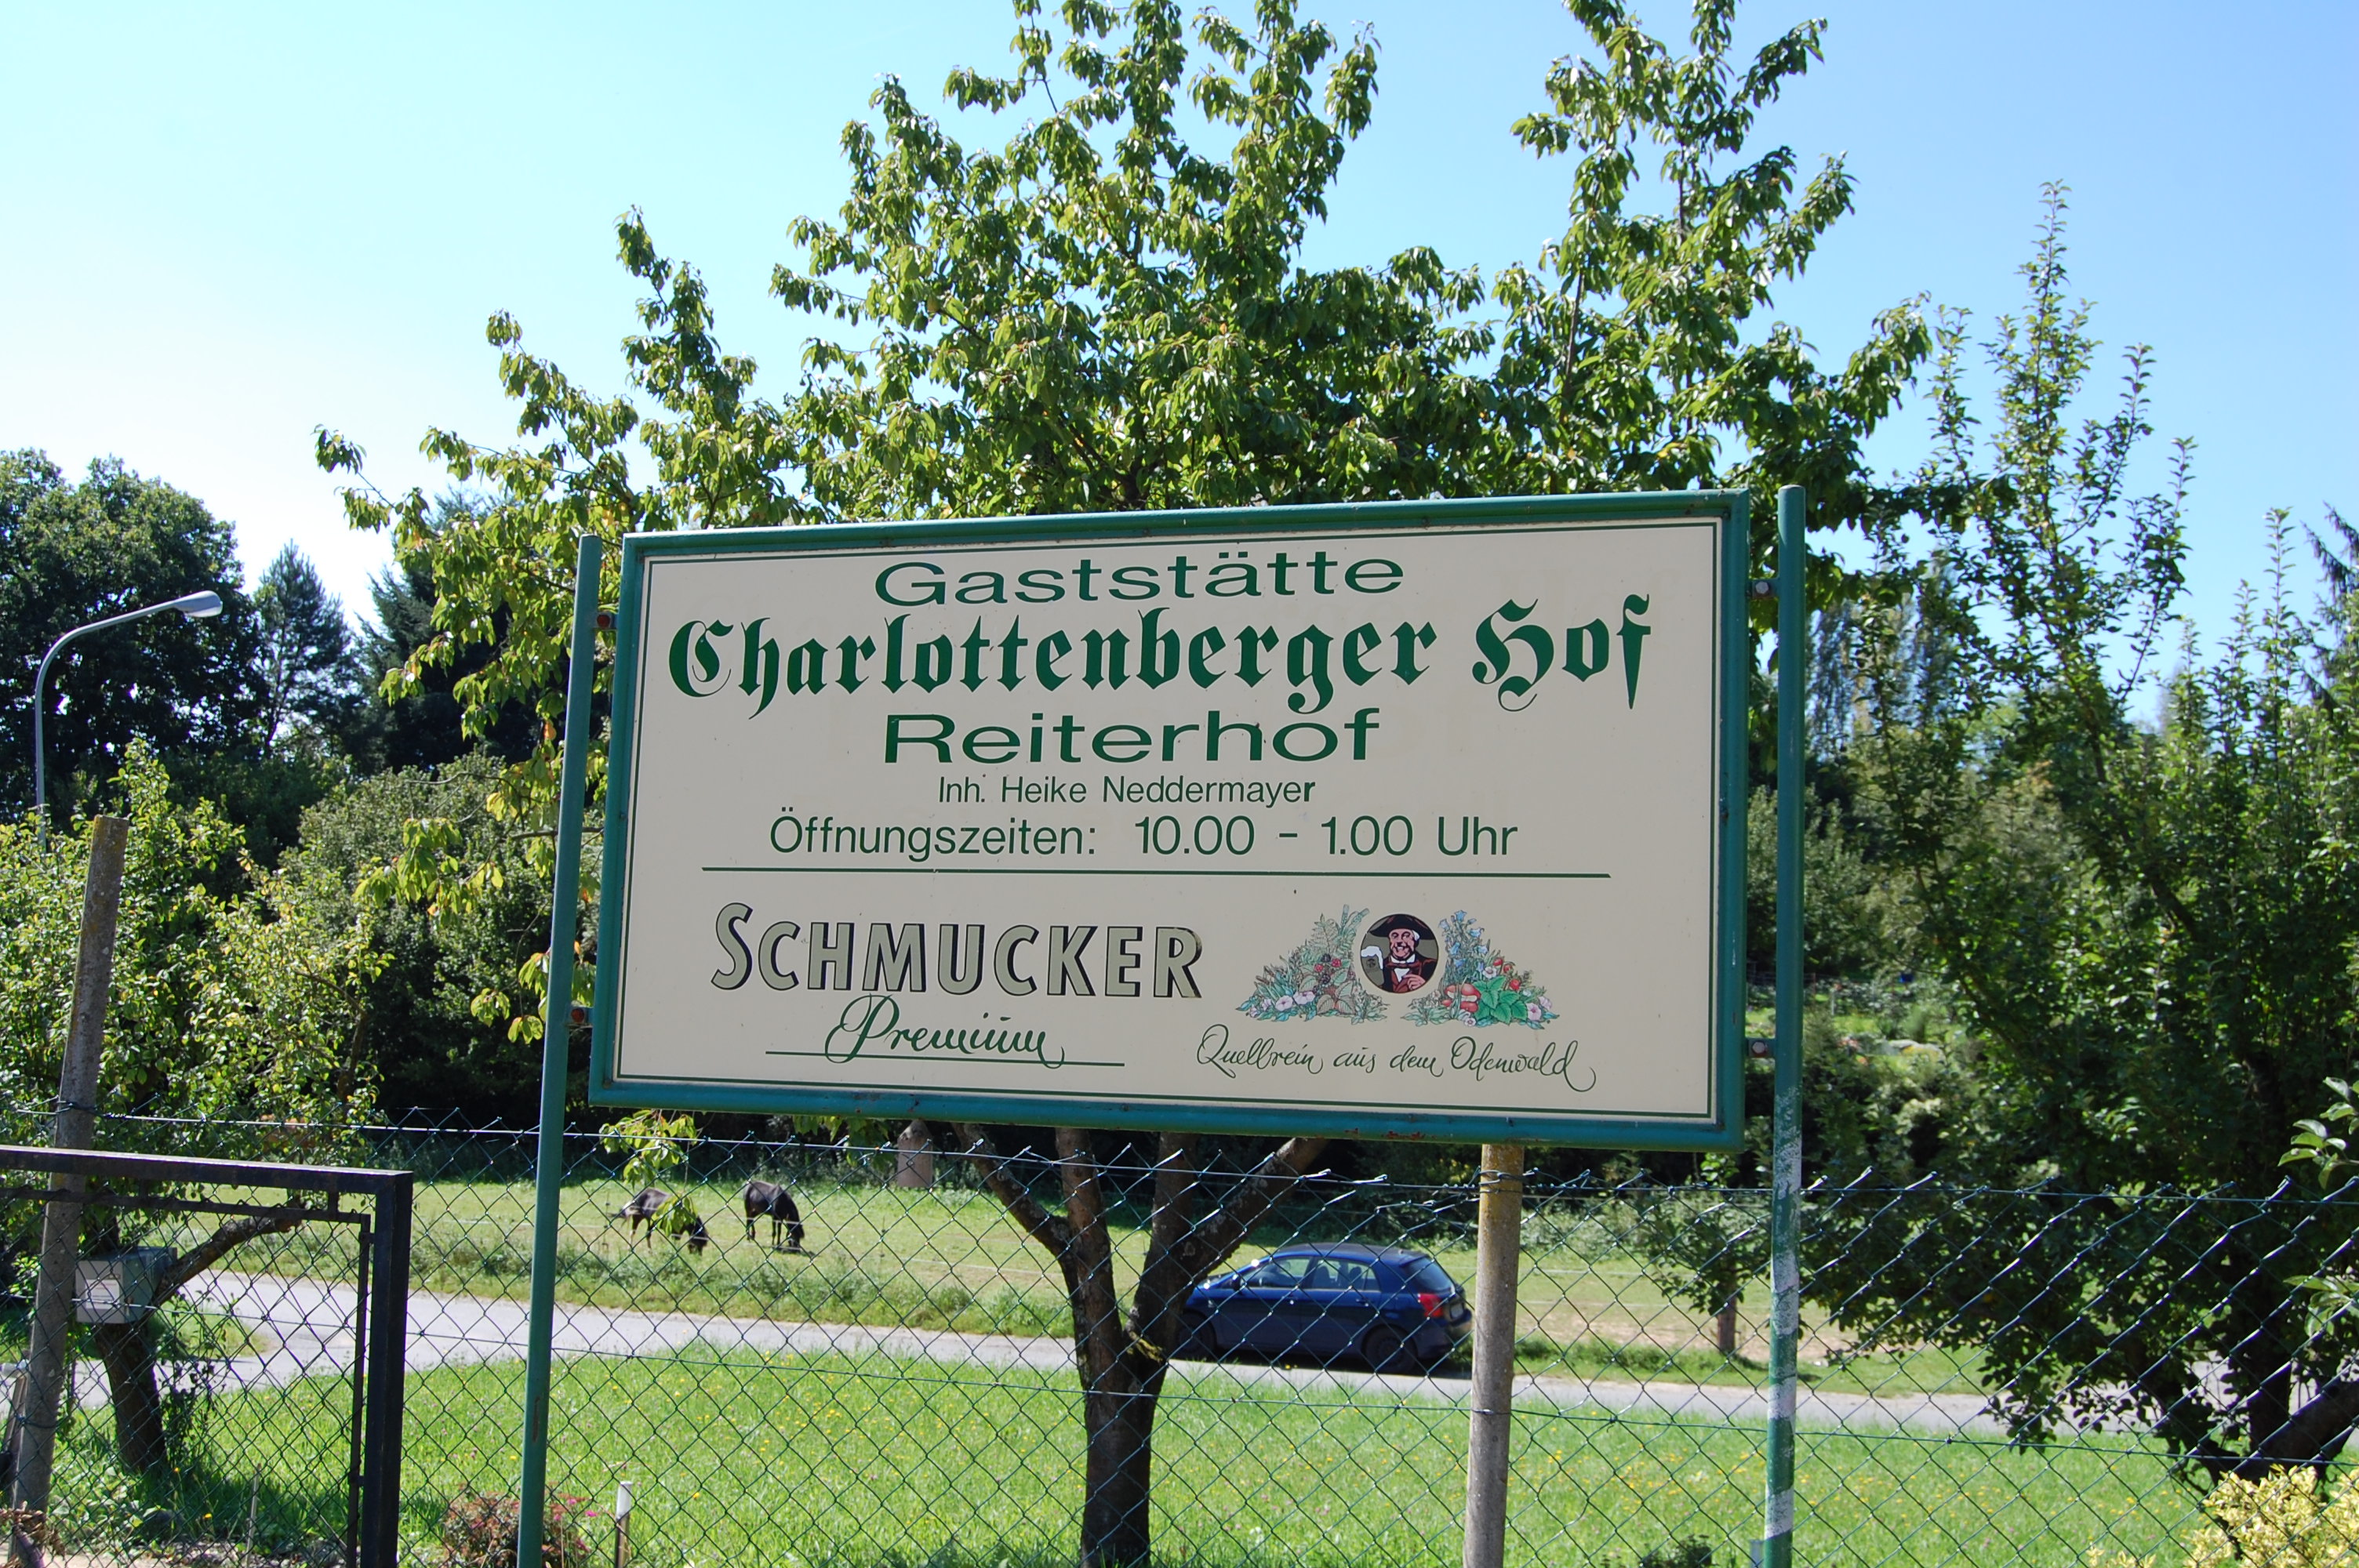 Gaststätte
Charlottenberger Hof
Reiterhof
Inh. Heike Neddermayer
Öffnungszeiten: 10.00 - 1.00 Uhr
SCHMUCKER
Premium
Quellrein aus dem Odenwald